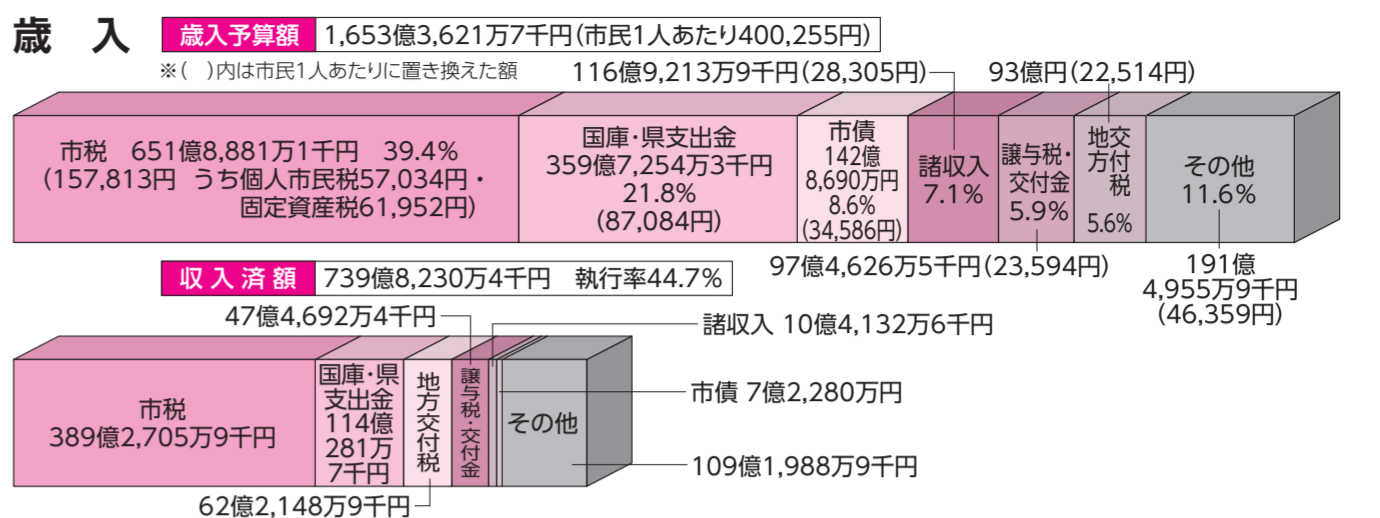 歳 入
歳入予算額 1,653億3,621万7千円(市民1人あたり400,255円)
※( )内は市民1人あたりに置き換えた額
116億9,213万9千円(28,305円)
93億円(22,514円)
市税 651億8,881万1千円 39.4%
(157,813円 うち個人市民税57,034円・
固定資産税61,952円)
国庫・県支出金
359億7,254万3千円
21.8%
(87,084円)
市債
142億
8,690万円
8.6%
(34,586円)
諸収入
7.1%
譲与税・
交付金
5.9%
地方交付税
5.6%
その他
11.6%
97億4,626万5千円(23,594円)
191億
4,955万9千円
(46,359円)
収入済額 739億8,230万4千円 執行率44.7%
47億4,692万4千円
諸収入 10億4,132万6千円
市税
389億2,705万9千円
国庫・県
支出金
114億
281万
7千円
地方交付税
譲与税・交付金
その他
市債 7億2,280万円
109億1,988万9千円
62億2,148万9千円